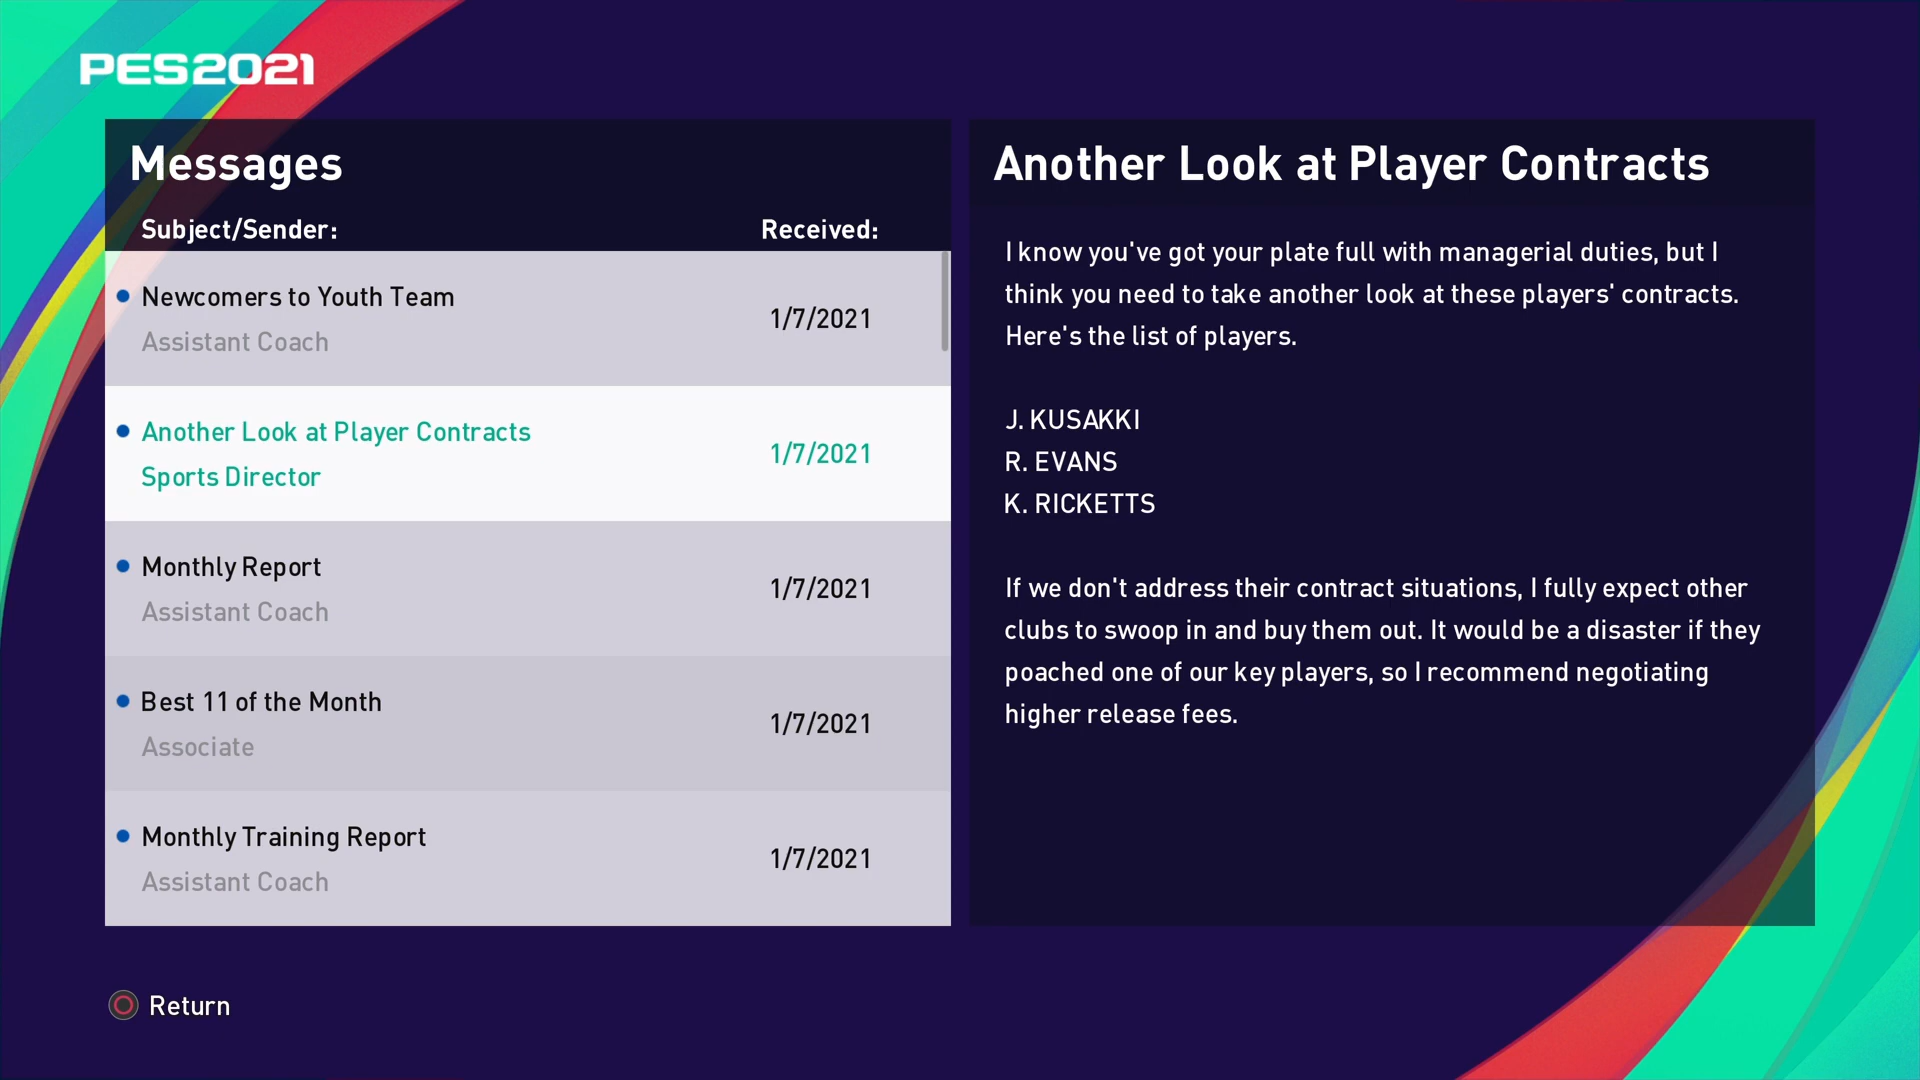 PES2021
Messages
Subject/Sender: Received:
Newcomers to Youth Team
Assistant Coach
1/7/2021
Another Look at Player Contracts
Sports Director
1/7/2021
Monthly Report
Assistant Coach
1/7/2021
Best 11 of the Month
Associate
1/7/2021
Monthly Training Report
Assistant Coach
1/7/2021
Another Look at Player Contracts
I know you've got your plate full with managerial duties, but I
think you need to take another look at these players' contracts.
Here's the list of players.
J. KUSAKKI
R. EVANS
K. RICKETTS
If we don't address their contract situations, I fully expect other
clubs to swoop in and buy them out. It would be a disaster if they
poached one of our key players, so I recommend negotiating
higher release fees.
Return